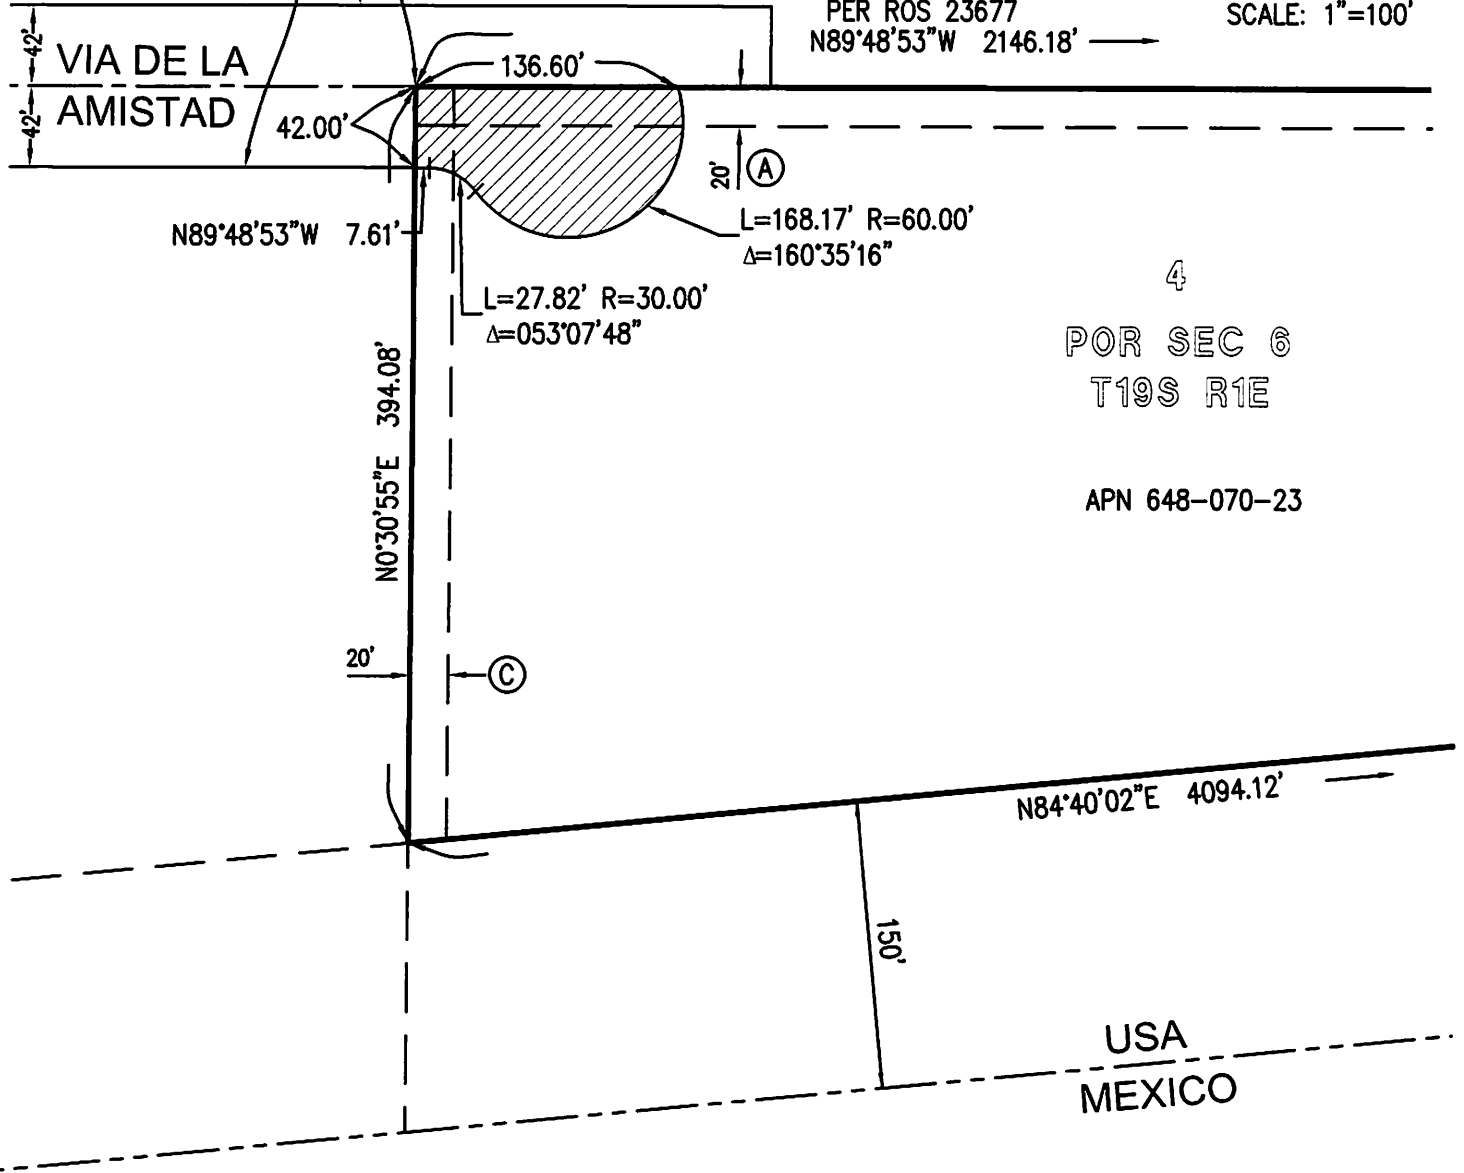 PER ROS 23677
N89°48'53"W 2146.18'
SCALE: 1"=100'
42'
VIA DE LA
AMISTAD
42'
136.60'
42.00'
20'
A
N89°48'53"W 7.61'
L=168.17' R=60.00'
Δ=160°35'16"
L=27.82' R=30.00'
Δ=053°07'48"
4
POR SEC 6
T19S R1E
APN 648-070-23
N0°30'55"E 394.08'
20'
C
N84°40'02"E 4094.12'
150'
USA
MEXICO